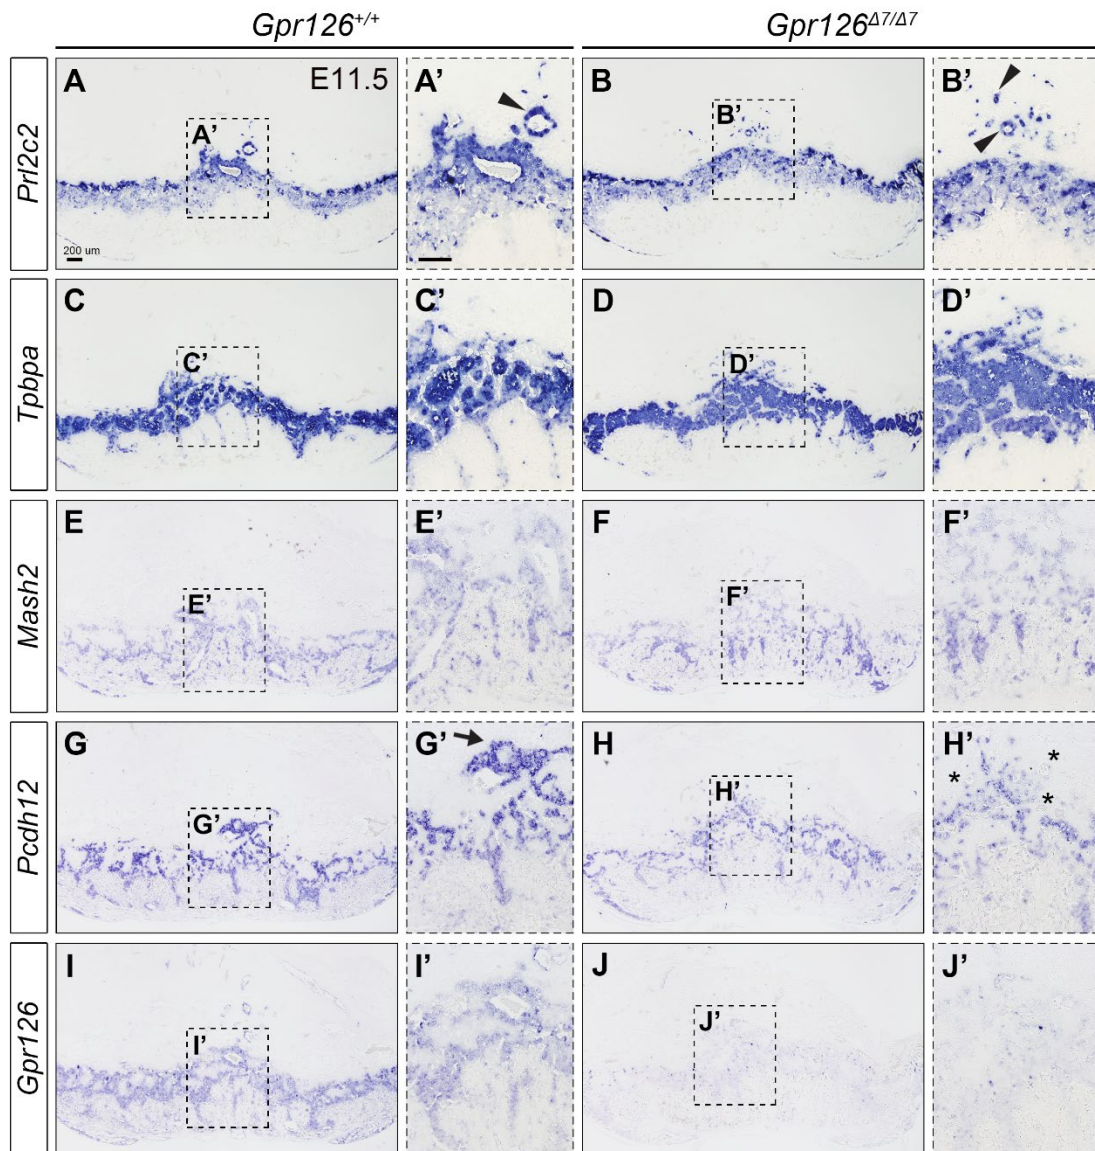 Gpr126+/+ Gpr126Δ7/Δ7
Prl2c2
A E11.5 A' A' B B' B'
200 um
Tpbpa
C C' C' D D' D'
Mash2
E E' E' F F' F'
Pcdh12
G G' G' H H' H'
* * *
Gpr126
I I' I' J J' J'